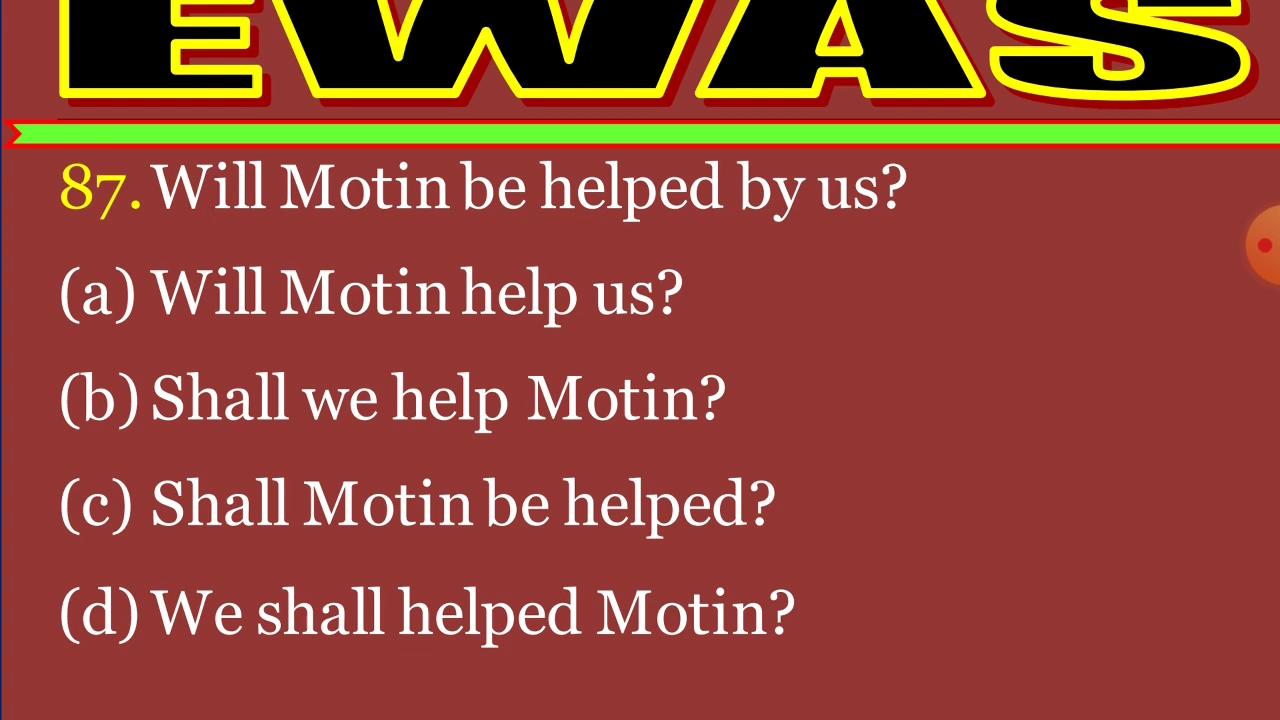 EWAS
87. Will Motin be helped by us?
(a) Will Motin help us?
(b) Shall we help Motin?
(c) Shall Motin be helped?
(d) We shall helped Motin?